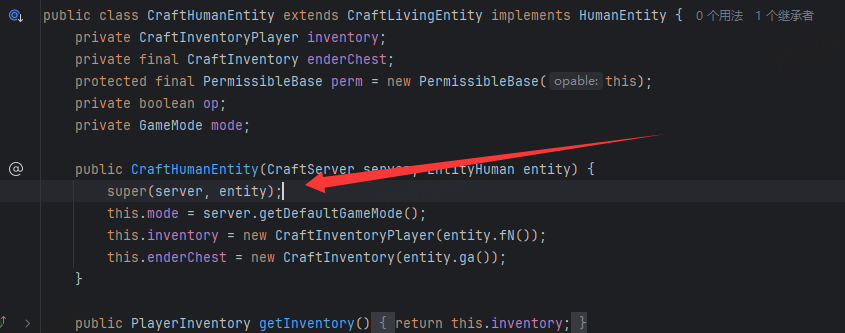 public class CraftHumanEntity extends CraftLivingEntity implements HumanEntity { 0 个用法 1 个继承者
private CraftInventoryPlayer inventory;
private final CraftInventory enderChest;
protected final PermissibleBase perm = new PermissibleBase( opable: this);
private boolean op;
private GameMode mode;
public CraftHumanEntity(CraftServer server, EntityHuman entity) {
super(server, entity);
this.mode = server.getDefaultGameMode();
this.inventory = new CraftInventoryPlayer(entity.fN());
this.enderChest = new CraftInventory(entity.ga());
}
public PlayerInventory getInventory() { return this.inventory; }